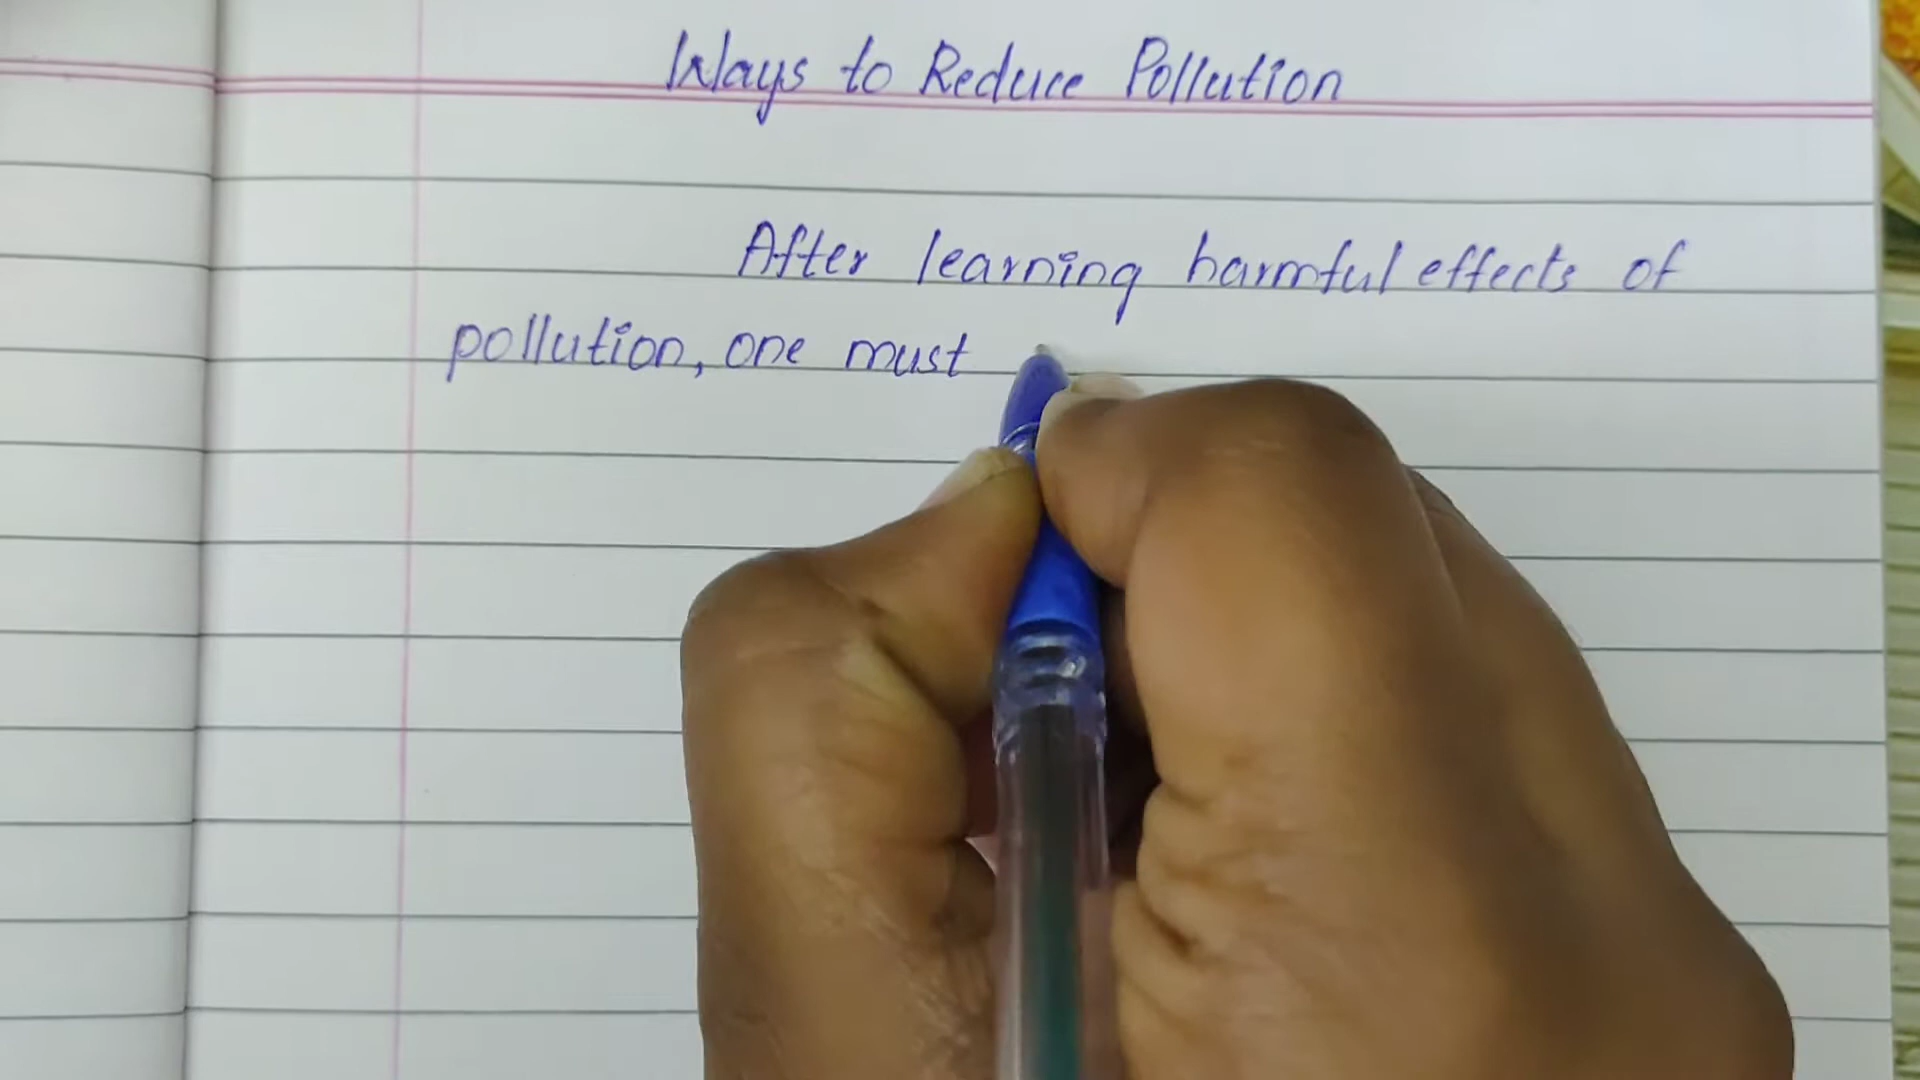 Ways to Reduce Pollution
After learning harmful effects of
pollution, one must